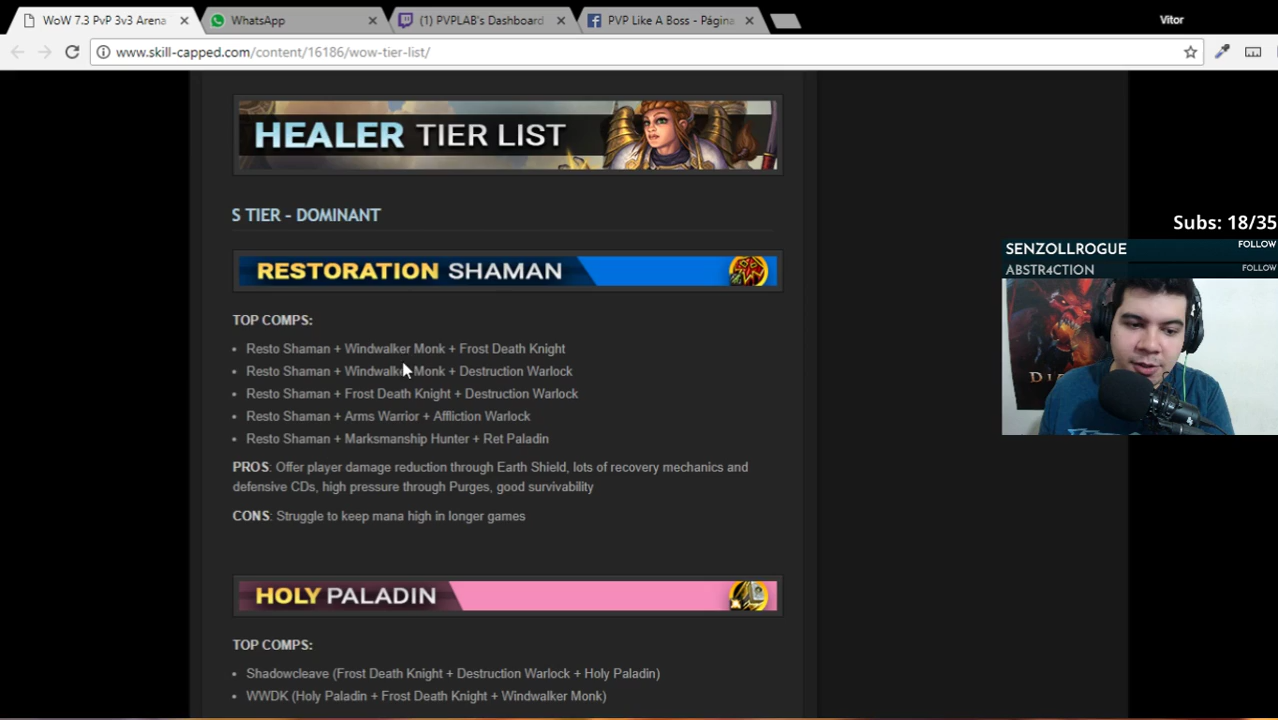 WoW 7.3 PvP 3v3 Arena
WhatsApp
(1) PVPLAB's Dashboard
PVP Like A Boss - Página
Vitor
www.skill-capped.com/content/16186/wow-tier-list/
HEALER TIER LIST
S TIER - DOMINANT
RESTORATION SHAMAN
TOP COMPS:
• Resto Shaman + Windwalker Monk + Frost Death Knight
• Resto Shaman + Windwalker Monk + Destruction Warlock
• Resto Shaman + Frost Death Knight + Destruction Warlock
• Resto Shaman + Arms Warrior + Affliction Warlock
• Resto Shaman + Marksmanship Hunter + Ret Paladin
PROS: Offer player damage reduction through Earth Shield, lots of recovery mechanics and
defensive CDs, high pressure through Purges, good survivability
CONS: Struggle to keep mana high in longer games
HOLY PALADIN
TOP COMPS:
• Shadowcleave (Frost Death Knight + Destruction Warlock + Holy Paladin)
• WWDK (Holy Paladin + Frost Death Knight + Windwalker Monk)
Subs: 18/35
SENZOLLROGUE FOLLOW
ABSTR4CTION FOLLOW